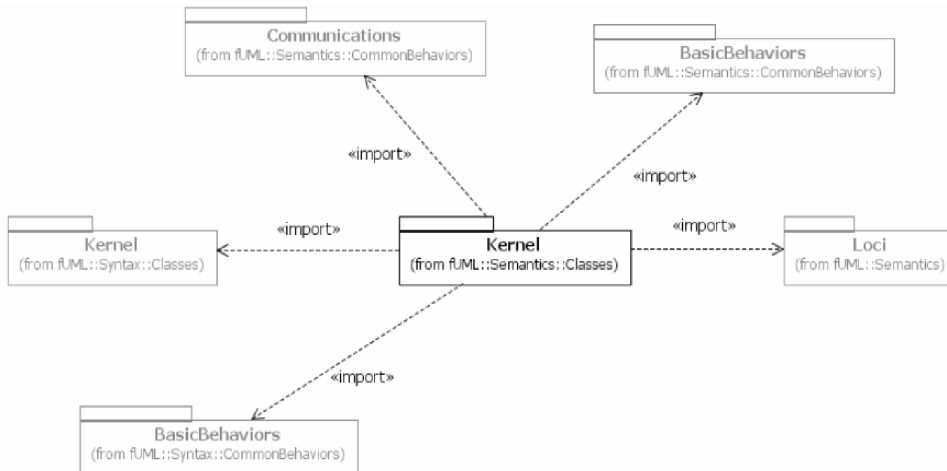 Communications
(from fUML::Semantics::CommonBehaviors)
BasicBehaviors
(from fUML::Semantics::CommonBehaviors)
«import»
«import»
«import»
«import»
Kernel
(from fUML::Syntax::Classes)
Kernel
(from fUML::Semantics::Classes)
Loci
(from fUML::Semantics)
«import»
BasicBehaviors
(from fUML::Syntax::CommonBehaviors)